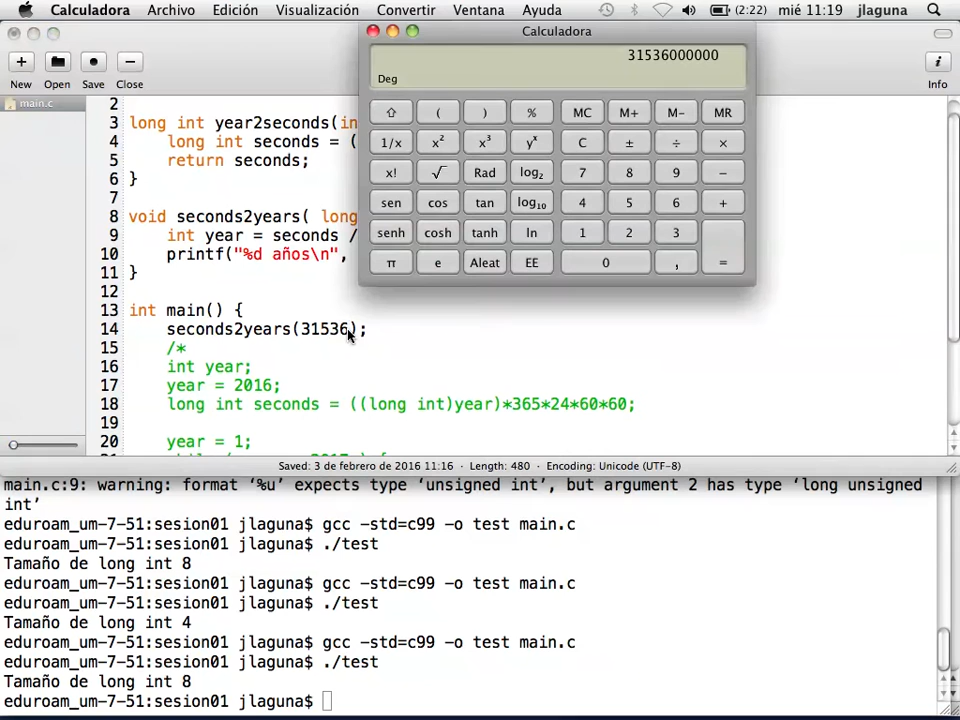 Calculadora Archivo Edición Visualización Convertir Ventana Ayuda (2:22) mié 11:19 jlaguna
Calculadora
New Open Save Close
Info
31536000000
Deg
( ) % MC M+ M- MR
1/x x² x³ yˣ C ± ÷ ×
x! √ Rad log₂ 7 8 9 −
sen cos tan log₁₀ 4 5 6 +
senh cosh tanh ln 1 2 3
π e Aleat EE 0 , =
main.c
2
3 long int year2seconds(in
4 long int seconds = (
5 return seconds;
6 }
7
8 void seconds2years( long
9 int year = seconds /
10 printf("%d años\n",
11 }
12
13 int main() {
14 seconds2years(31536);
15 /*
16 int year;
17 year = 2016;
18 long int seconds = ((long int)year)*365*24*60*60;
19
20 year = 1;
Saved: 3 de febrero de 2016 11:16 • Length: 480 • Encoding: Unicode (UTF-8)
main.c:9: warning: format ‘%u’ expects type ‘unsigned int’, but argument 2 has type ‘long unsigned
int’
eduroam_um-7-51:sesion01 jlaguna$ gcc -std=c99 -o test main.c
eduroam_um-7-51:sesion01 jlaguna$ ./test
Tamaño de long int 8
eduroam_um-7-51:sesion01 jlaguna$ gcc -std=c99 -o test main.c
eduroam_um-7-51:sesion01 jlaguna$ ./test
Tamaño de long int 4
eduroam_um-7-51:sesion01 jlaguna$ gcc -std=c99 -o test main.c
eduroam_um-7-51:sesion01 jlaguna$ ./test
Tamaño de long int 8
eduroam_um-7-51:sesion01 jlaguna$